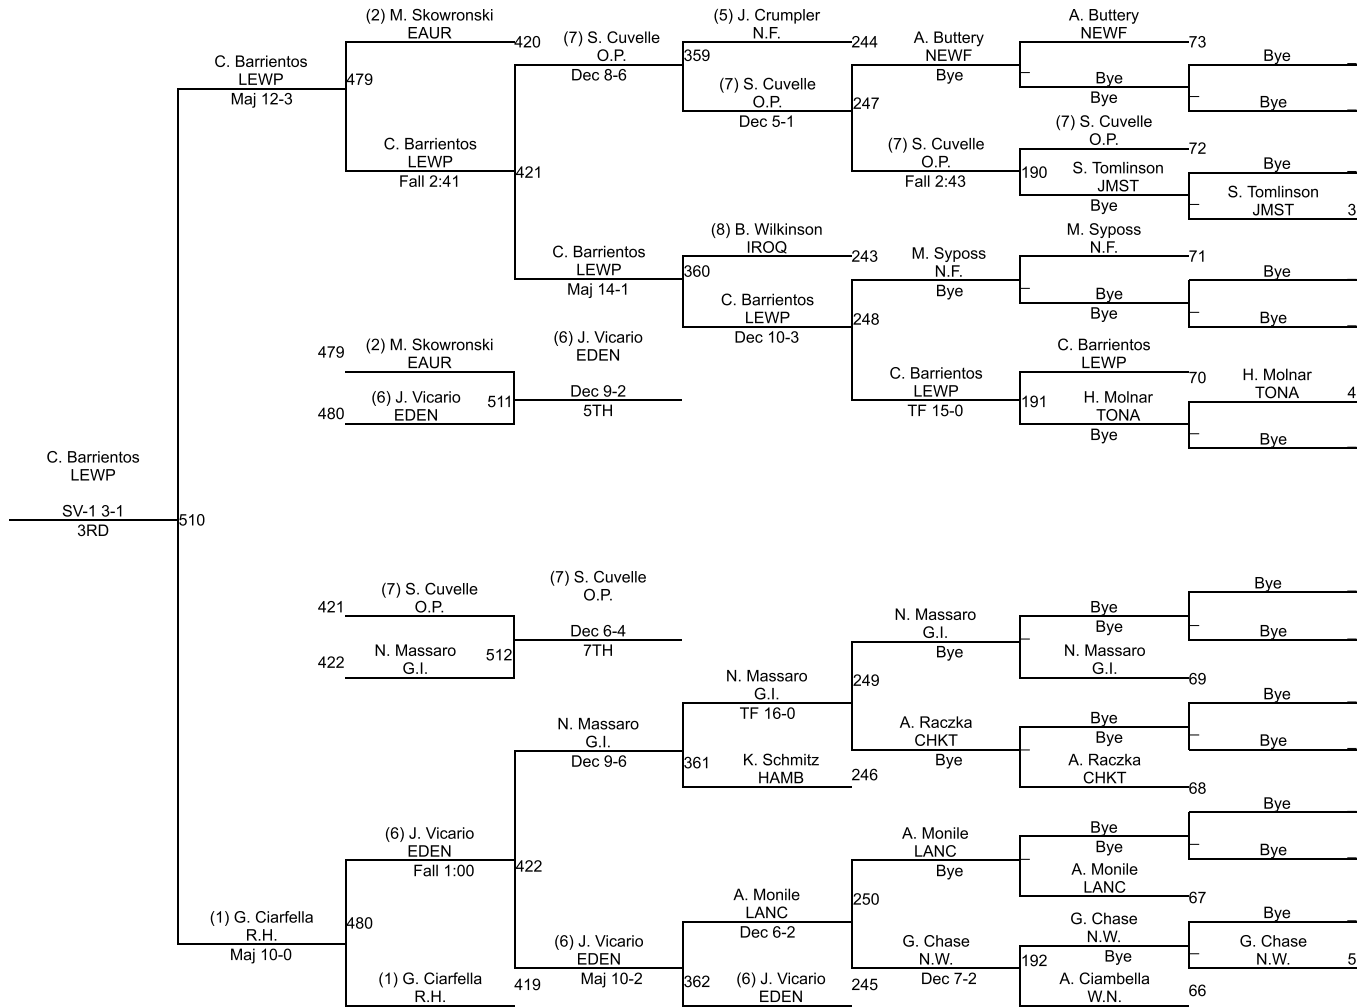 (2) M. Skowronski
EAUR
420
C. Barrientos
LEWP
Maj 12-3
479
C. Barrientos
LEWP
Fall 2:41
421
(7) S. Cuvelle
O.P.
Dec 8-6
359
(5) J. Crumpler
N.F.
244
(7) S. Cuvelle
O.P.
Dec 5-1
247
A. Buttery
NEWF
Bye
A. Buttery
NEWF
73
Bye
Bye
Bye
Bye
(7) S. Cuvelle
O.P.
Fall 2:43
190
(7) S. Cuvelle
O.P.
72
S. Tomlinson
JMST
Bye
Bye
S. Tomlinson
JMST
3
C. Barrientos
LEWP
Maj 14-1
360
(8) B. Wilkinson
IROQ
243
C. Barrientos
LEWP
Dec 10-3
248
M. Syposs
N.F.
Bye
M. Syposs
N.F.
71
Bye
Bye
Bye
Bye
C. Barrientos
LEWP
TF 15-0
191
C. Barrientos
LEWP
70
H. Molnar
TONA
Bye
H. Molnar
TONA
4
Bye
479
(2) M. Skowronski
EAUR
480
(6) J. Vicario
EDEN
511
(6) J. Vicario
EDEN
Dec 9-2
5TH
C. Barrientos
LEWP
SV-1 3-1
3RD
510
421
(7) S. Cuvelle
O.P.
422
N. Massaro
G.I.
512
(7) S. Cuvelle
O.P.
Dec 6-4
7TH
N. Massaro
G.I.
Dec 9-6
361
N. Massaro
G.I.
TF 16-0
249
K. Schmitz
HAMB
246
N. Massaro
G.I.
Bye
Bye
Bye
N. Massaro
G.I.
69
Bye
Bye
A. Raczka
CHKT
Bye
Bye
Bye
A. Raczka
CHKT
68
Bye
Bye
(6) J. Vicario
EDEN
Fall 1:00
422
(1) G. Ciarfella
R.H.
Maj 10-0
480
(1) G. Ciarfella
R.H.
419
(6) J. Vicario
EDEN
Maj 10-2
362
A. Monile
LANC
Dec 6-2
250
(6) J. Vicario
EDEN
245
A. Monile
LANC
Bye
Bye
Bye
A. Monile
LANC
67
Bye
Bye
G. Chase
N.W.
Dec 7-2
192
G. Chase
N.W.
Bye
A. Ciambella
W.N.
66
Bye
G. Chase
N.W.
5